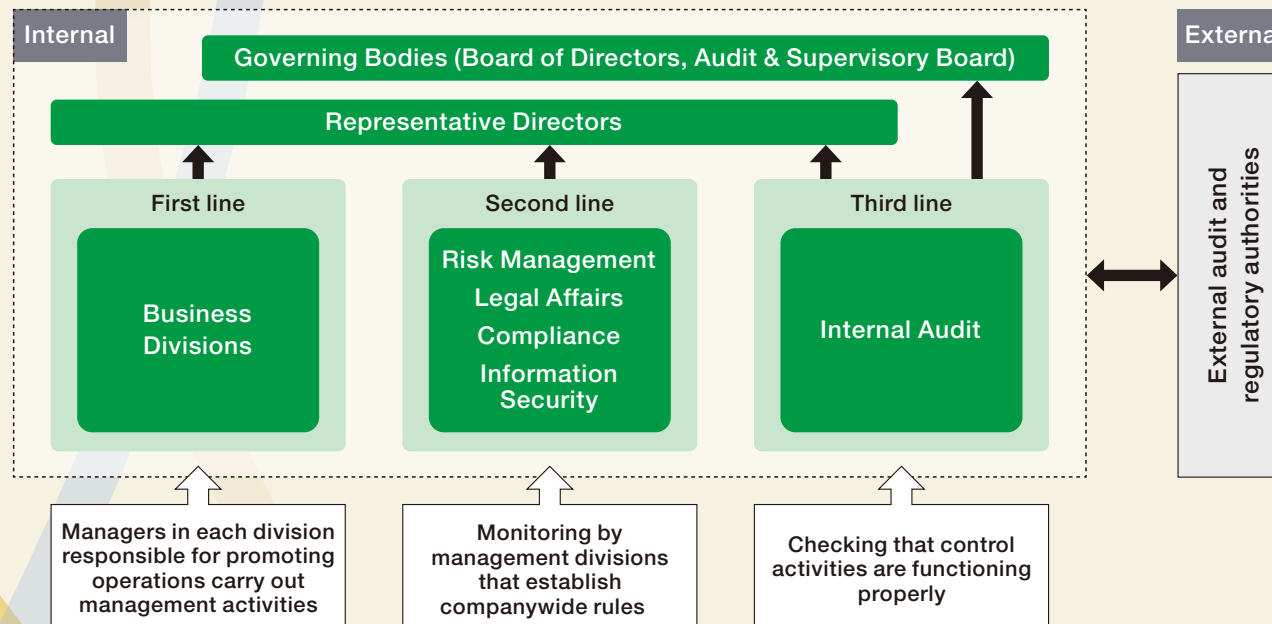 Internal
External
Governing Bodies (Board of Directors, Audit & Supervisory Board)
Representative Directors
First line
Business
Divisions
Second line
Risk Management
Legal Affairs
Compliance
Information
Security
Third line
Internal Audit
External audit and
regulatory authorities
Managers in each division
responsible for promoting
operations carry out
management activities
Monitoring by
management divisions
that establish
companywide rules
Checking that control
activities are functioning
properly